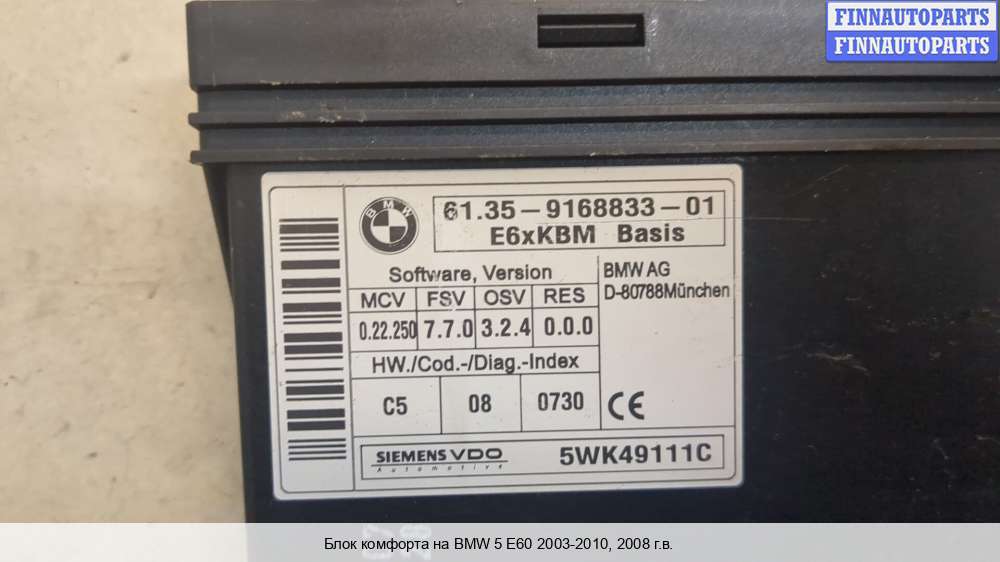 FINNAUTOPARTS
FINNAUTOPARTS
BMW
61.35-9168833-01
E6xKBM Basis
Software, Version
MCV FSV OSV RES
0.22.250 7.7.0 3.2.4 0.0.0
HW./Cod.-/Diag.-Index
C5 08 0730
BMW AG
D-80788München
CE
SIEMENS VDO
Automotive
5WK49111C
Блок комфорта на BMW 5 E60 2003-2010, 2008 г.в.